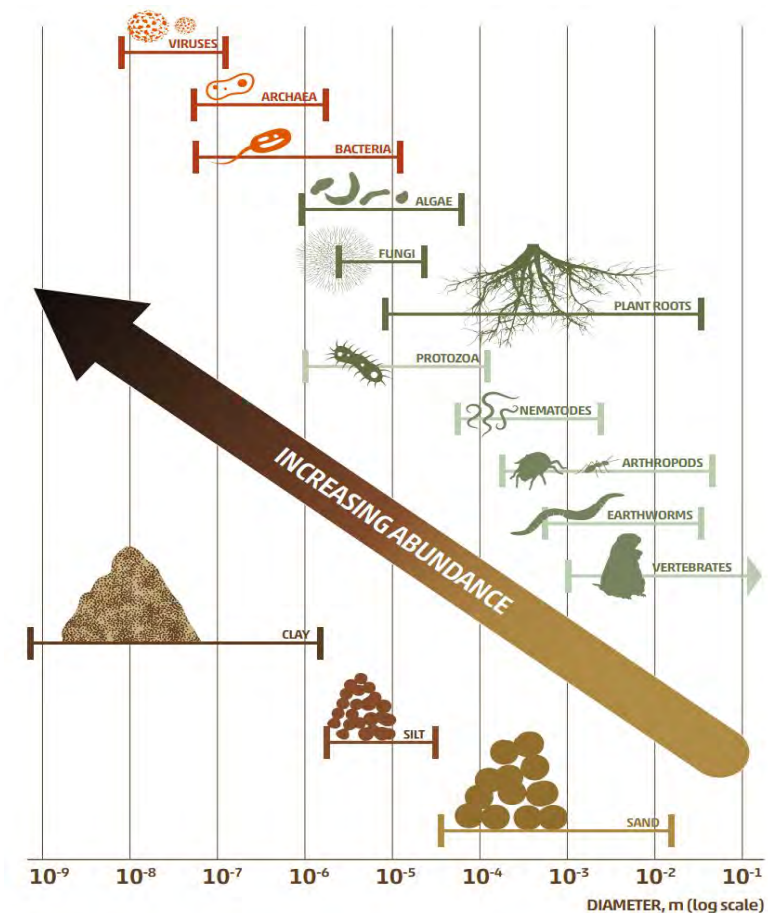 VIRUSES
ARCHAEA
BACTERIA
ALGAE
FUNGI
PLANT ROOTS
PROTOZOA
NEMATODES
ARTHROPODS
EARTHWORMS
VERTEBRATES
INCREASING ABUNDANCE
CLAY
SILT
SAND
10⁻⁹ 10⁻⁸ 10⁻⁷ 10⁻⁶ 10⁻⁵ 10⁻⁴ 10⁻³ 10⁻² 10⁻¹
DIAMETER, m (log scale)